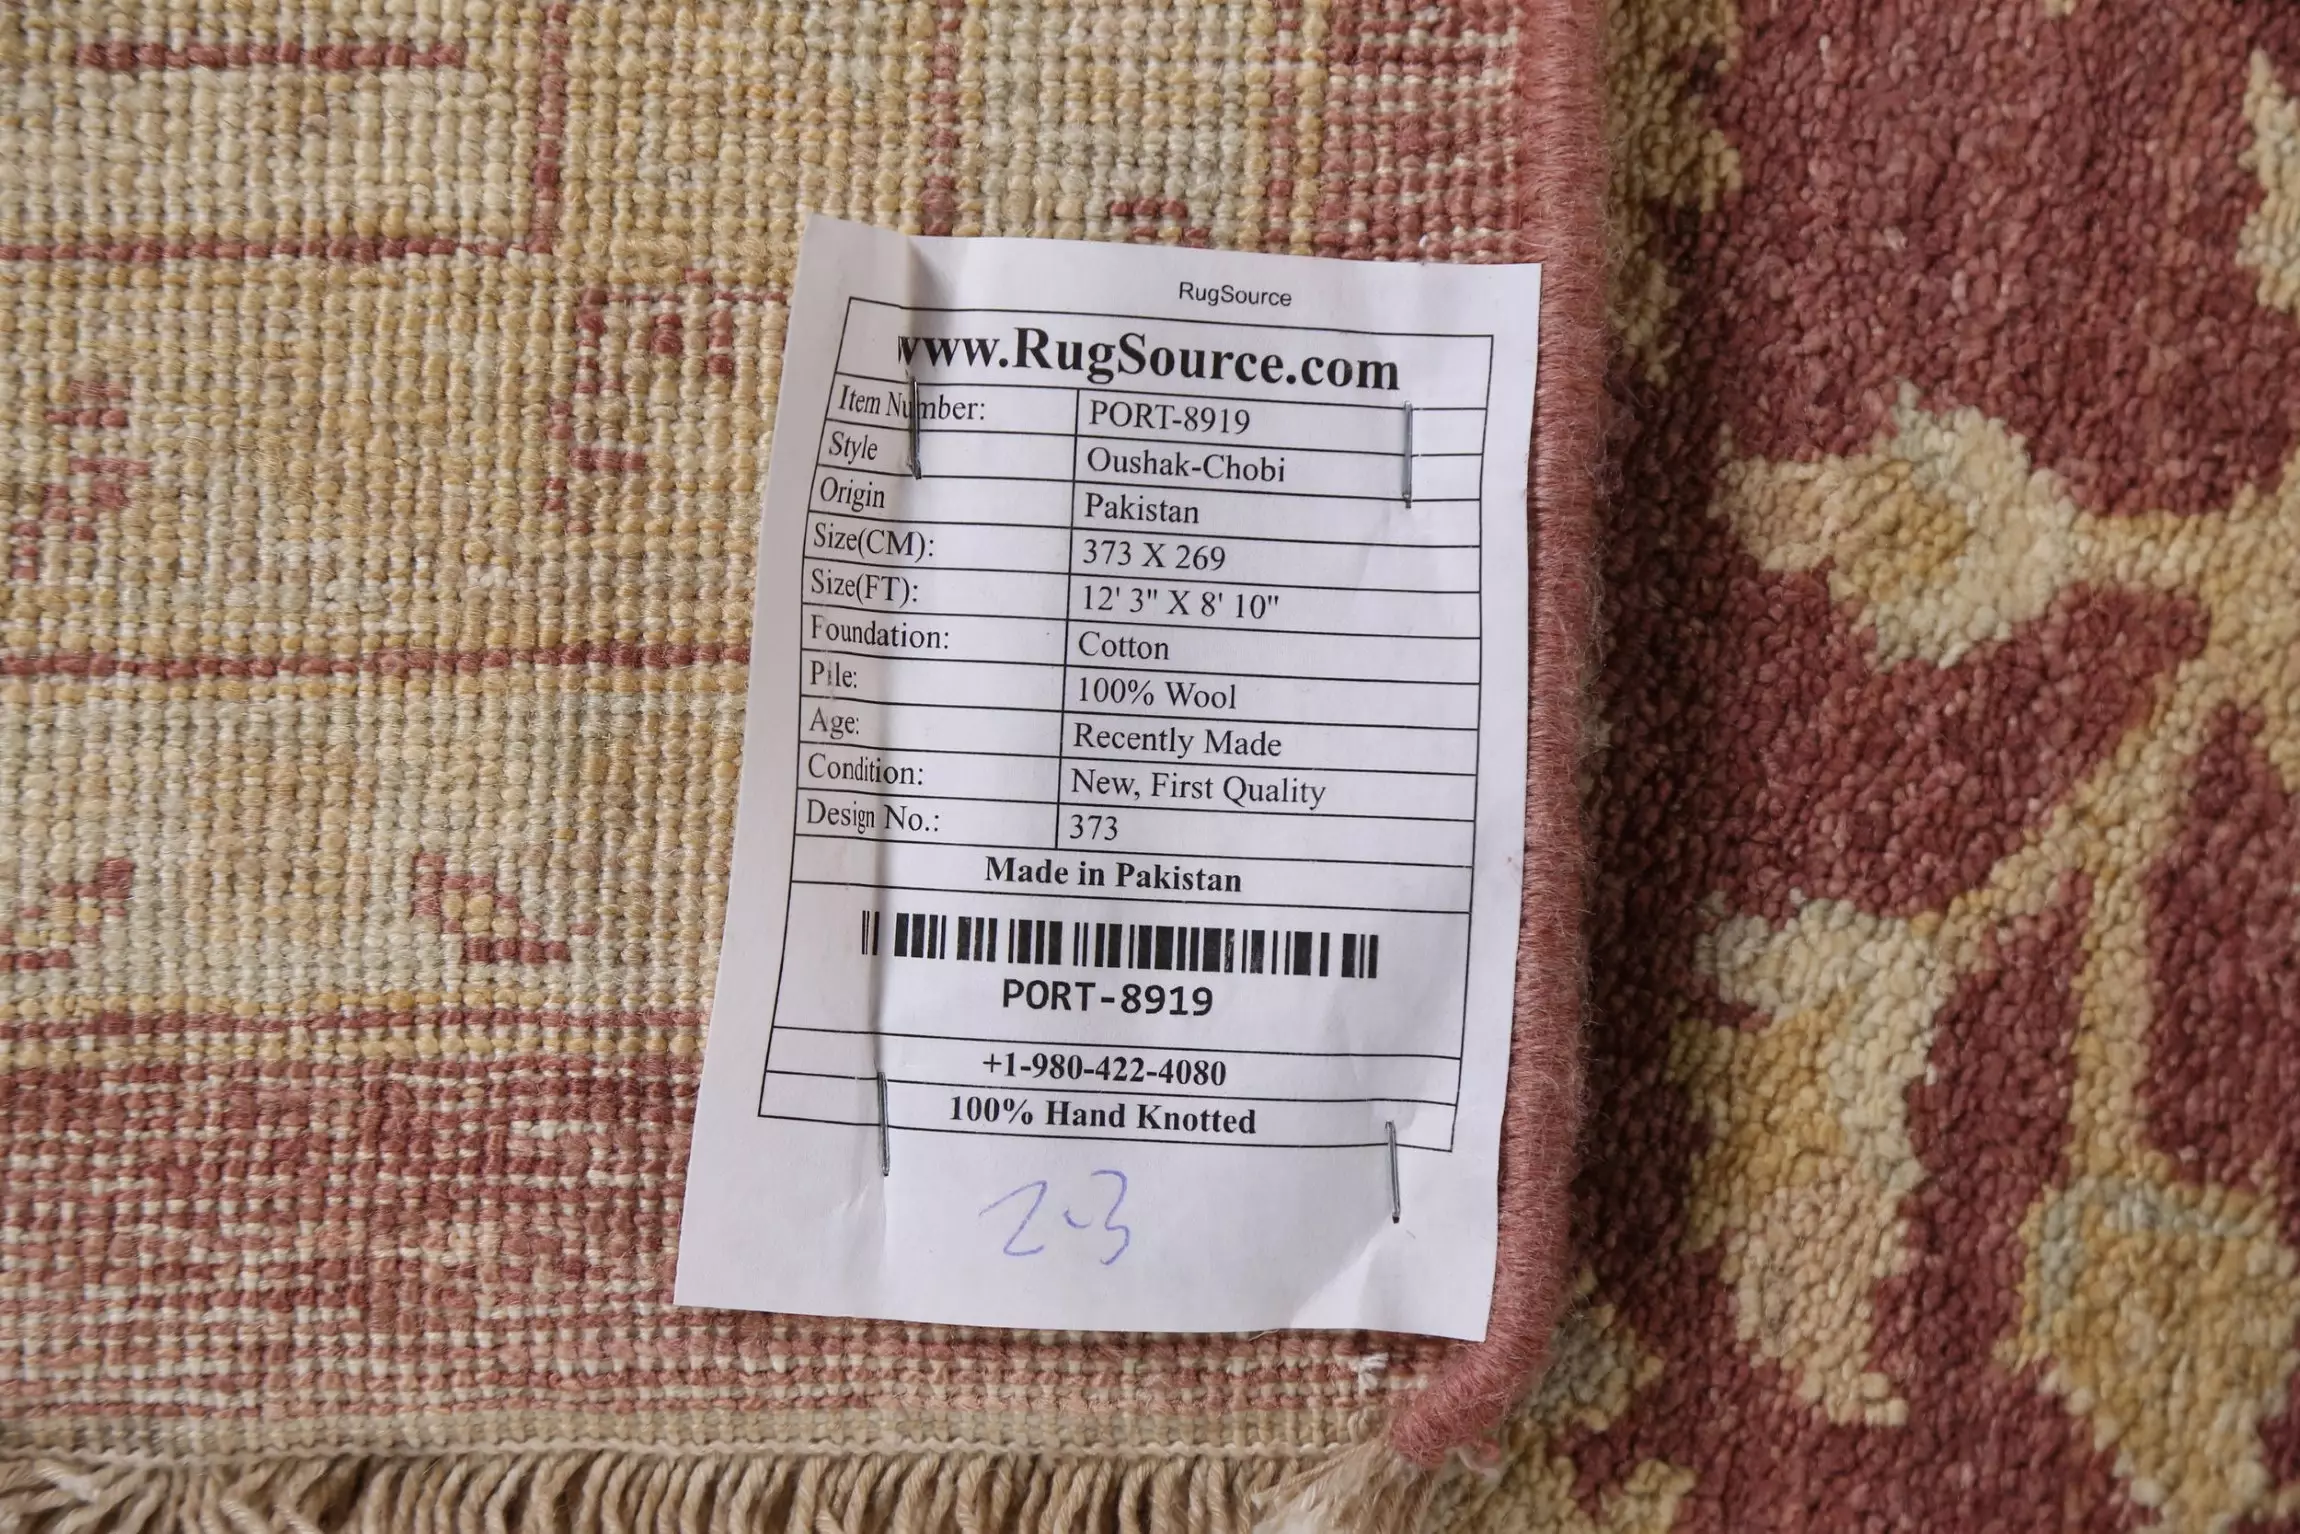 RugSource
www.RugSource.com
Item Number: PORT-8919
Style Oushak-Chobi
Origin Pakistan
Size(CM): 373 X 269
Size(FT): 12' 3" X 8' 10"
Foundation: Cotton
Pile: 100% Wool
Age: Recently Made
Condition: New, First Quality
Design No.: 373
Made in Pakistan
PORT-8919
+1-980-422-4080
100% Hand Knotted
2-3